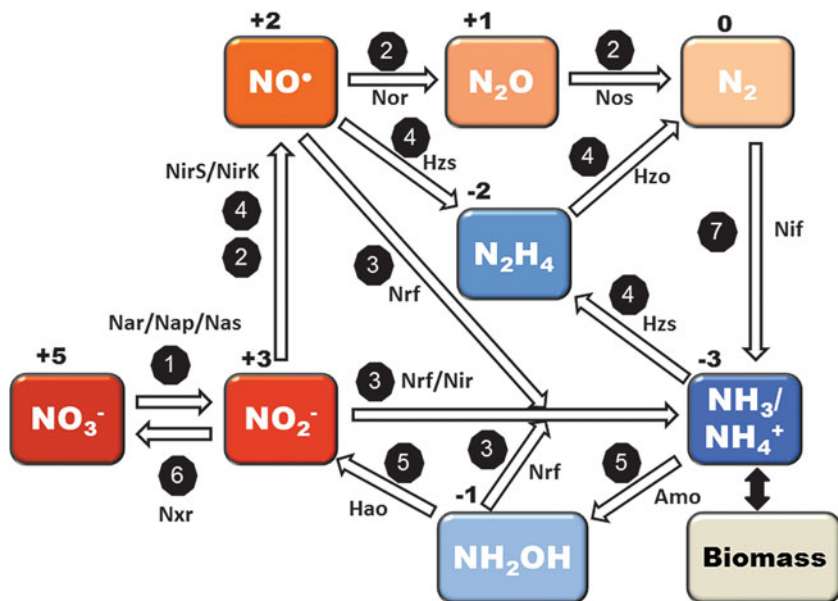 +2
+1
0
NO•
2
Nor
N₂O
2
Nos
N₂
4
Hzs
4
Hzo
NirS/NirK
4
2
-2
N₂H₄
7
Nif
3
Nrf
4
Hzs
Nar/Nap/Nas
+5
1
+3
3
Nrf/Nir
-3
NO₃⁻
NO₂⁻
NH₃/
NH₄⁺
6
Nxr
5
Hao
3
Nrf
5
Amo
-1
NH₂OH
Biomass